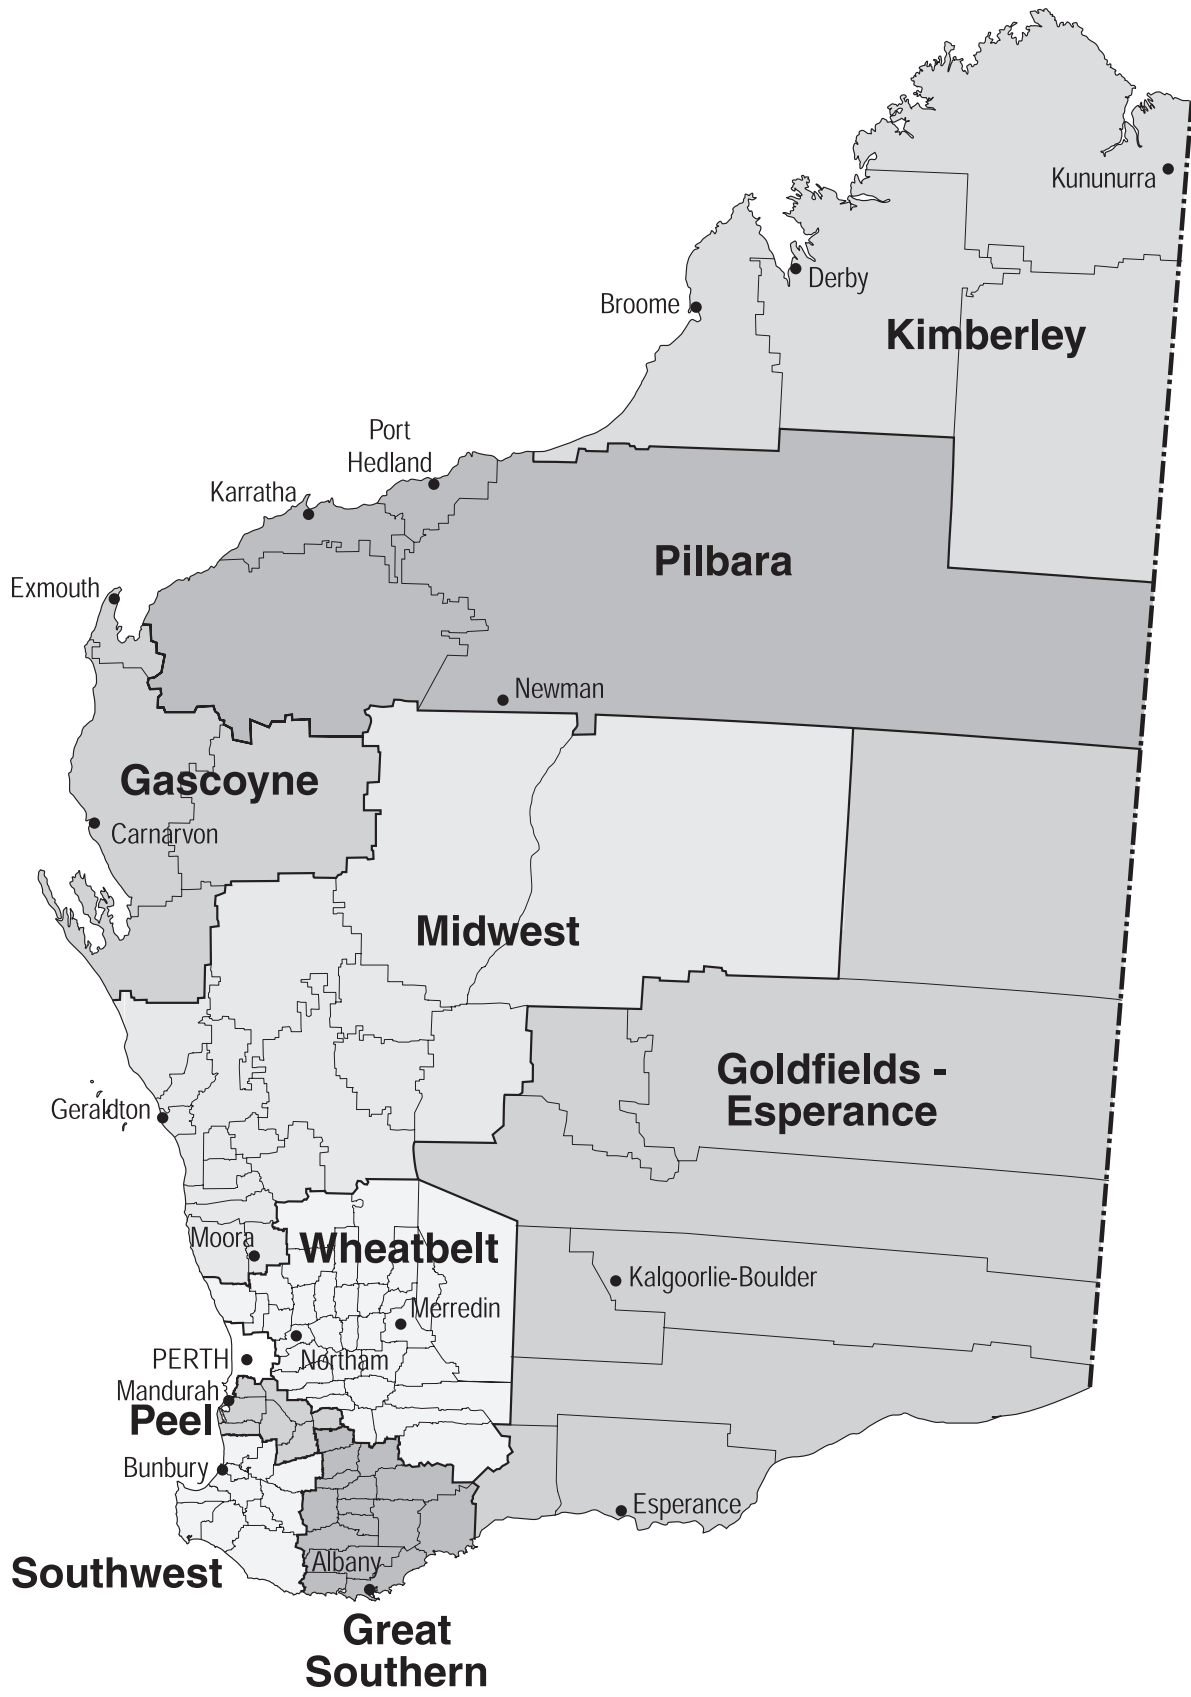 Kununurra
Derby
Broome
Kimberley
Port
Hedland
Karratha
Pilbara
Exmouth
Newman
Gascoyne
Carnarvon
Midwest
Goldfields -
Esperance
Geraldton
Moora
Wheatbelt
Kalgoorlie-Boulder
Merredin
PERTH
Northam
Mandurah
Peel
Bunbury
Esperance
Albany
Southwest
Great
Southern